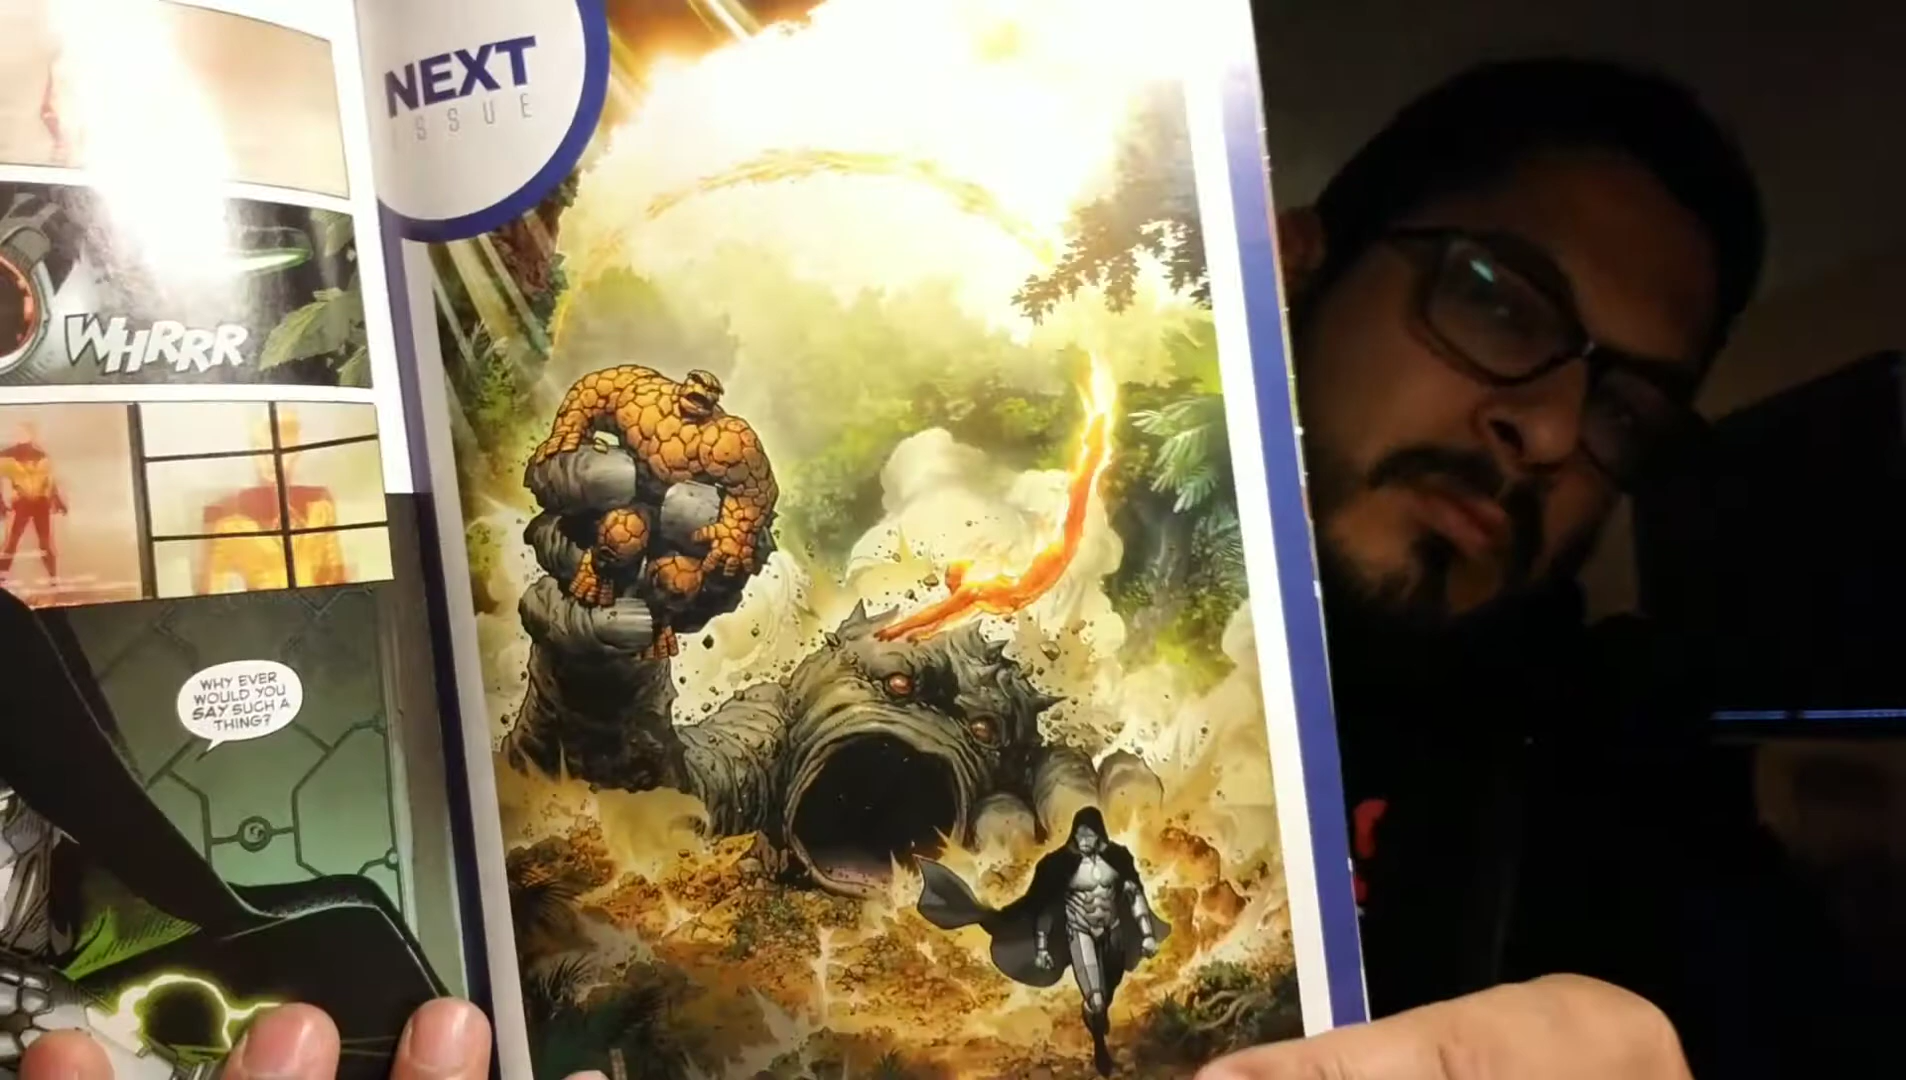 WHRRR
WHY EVER
WOULD YOU
SAY SUCH A
THING?
NEXT
ISSUE